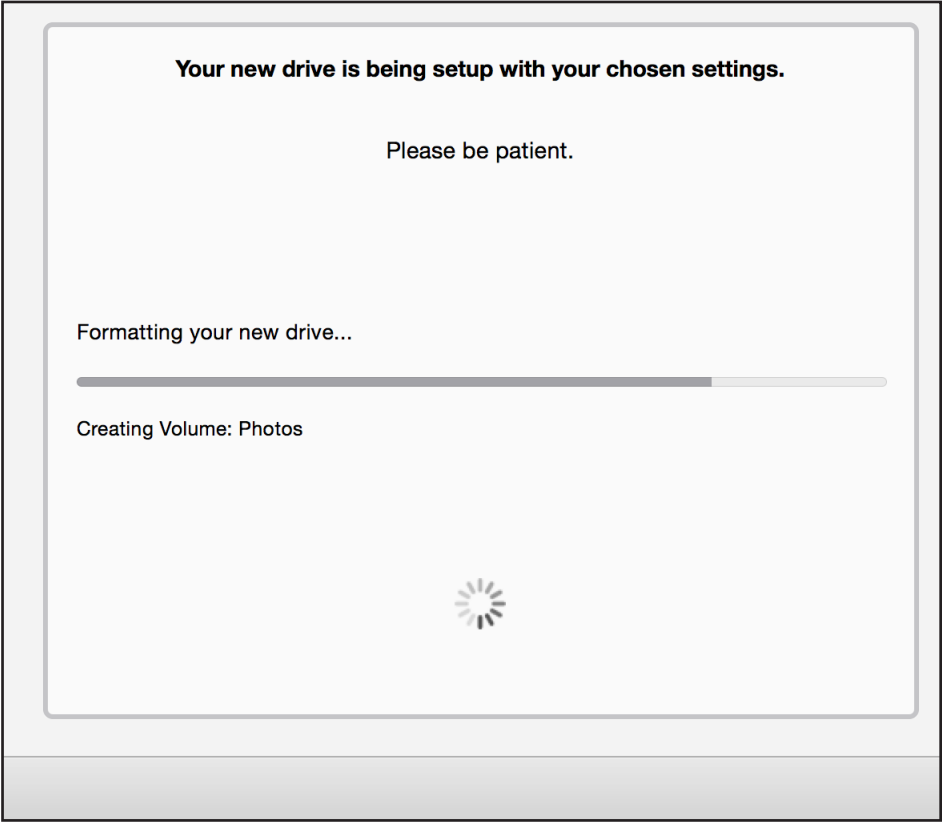 Your new drive is being setup with your chosen settings.
Please be patient.
Formatting your new drive...
Creating Volume: Photos